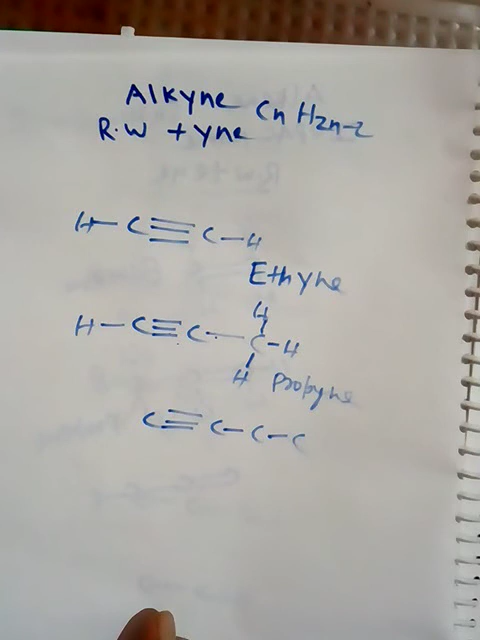 Alkyne CnH2n-2
R.W + yne
H-C≡C-H
Ethyne
H
H-C≡C-C-H
H Propyne
C≡C-C-C